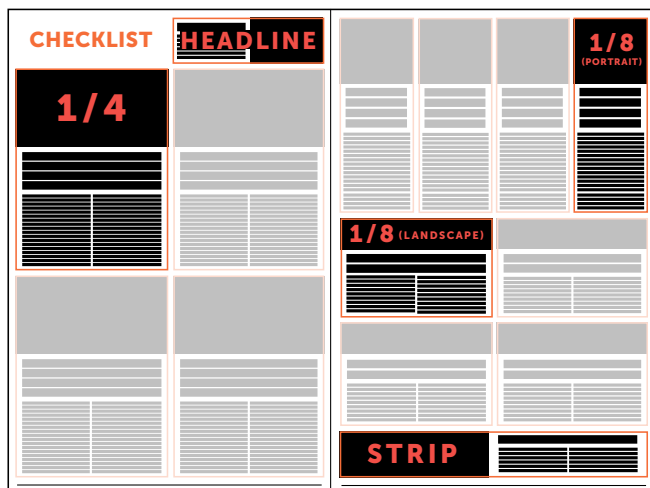 CHECKLIST
HEADLINE
1/4
1/8
(PORTRAIT)
1/8 (LANDSCAPE)
STRIP